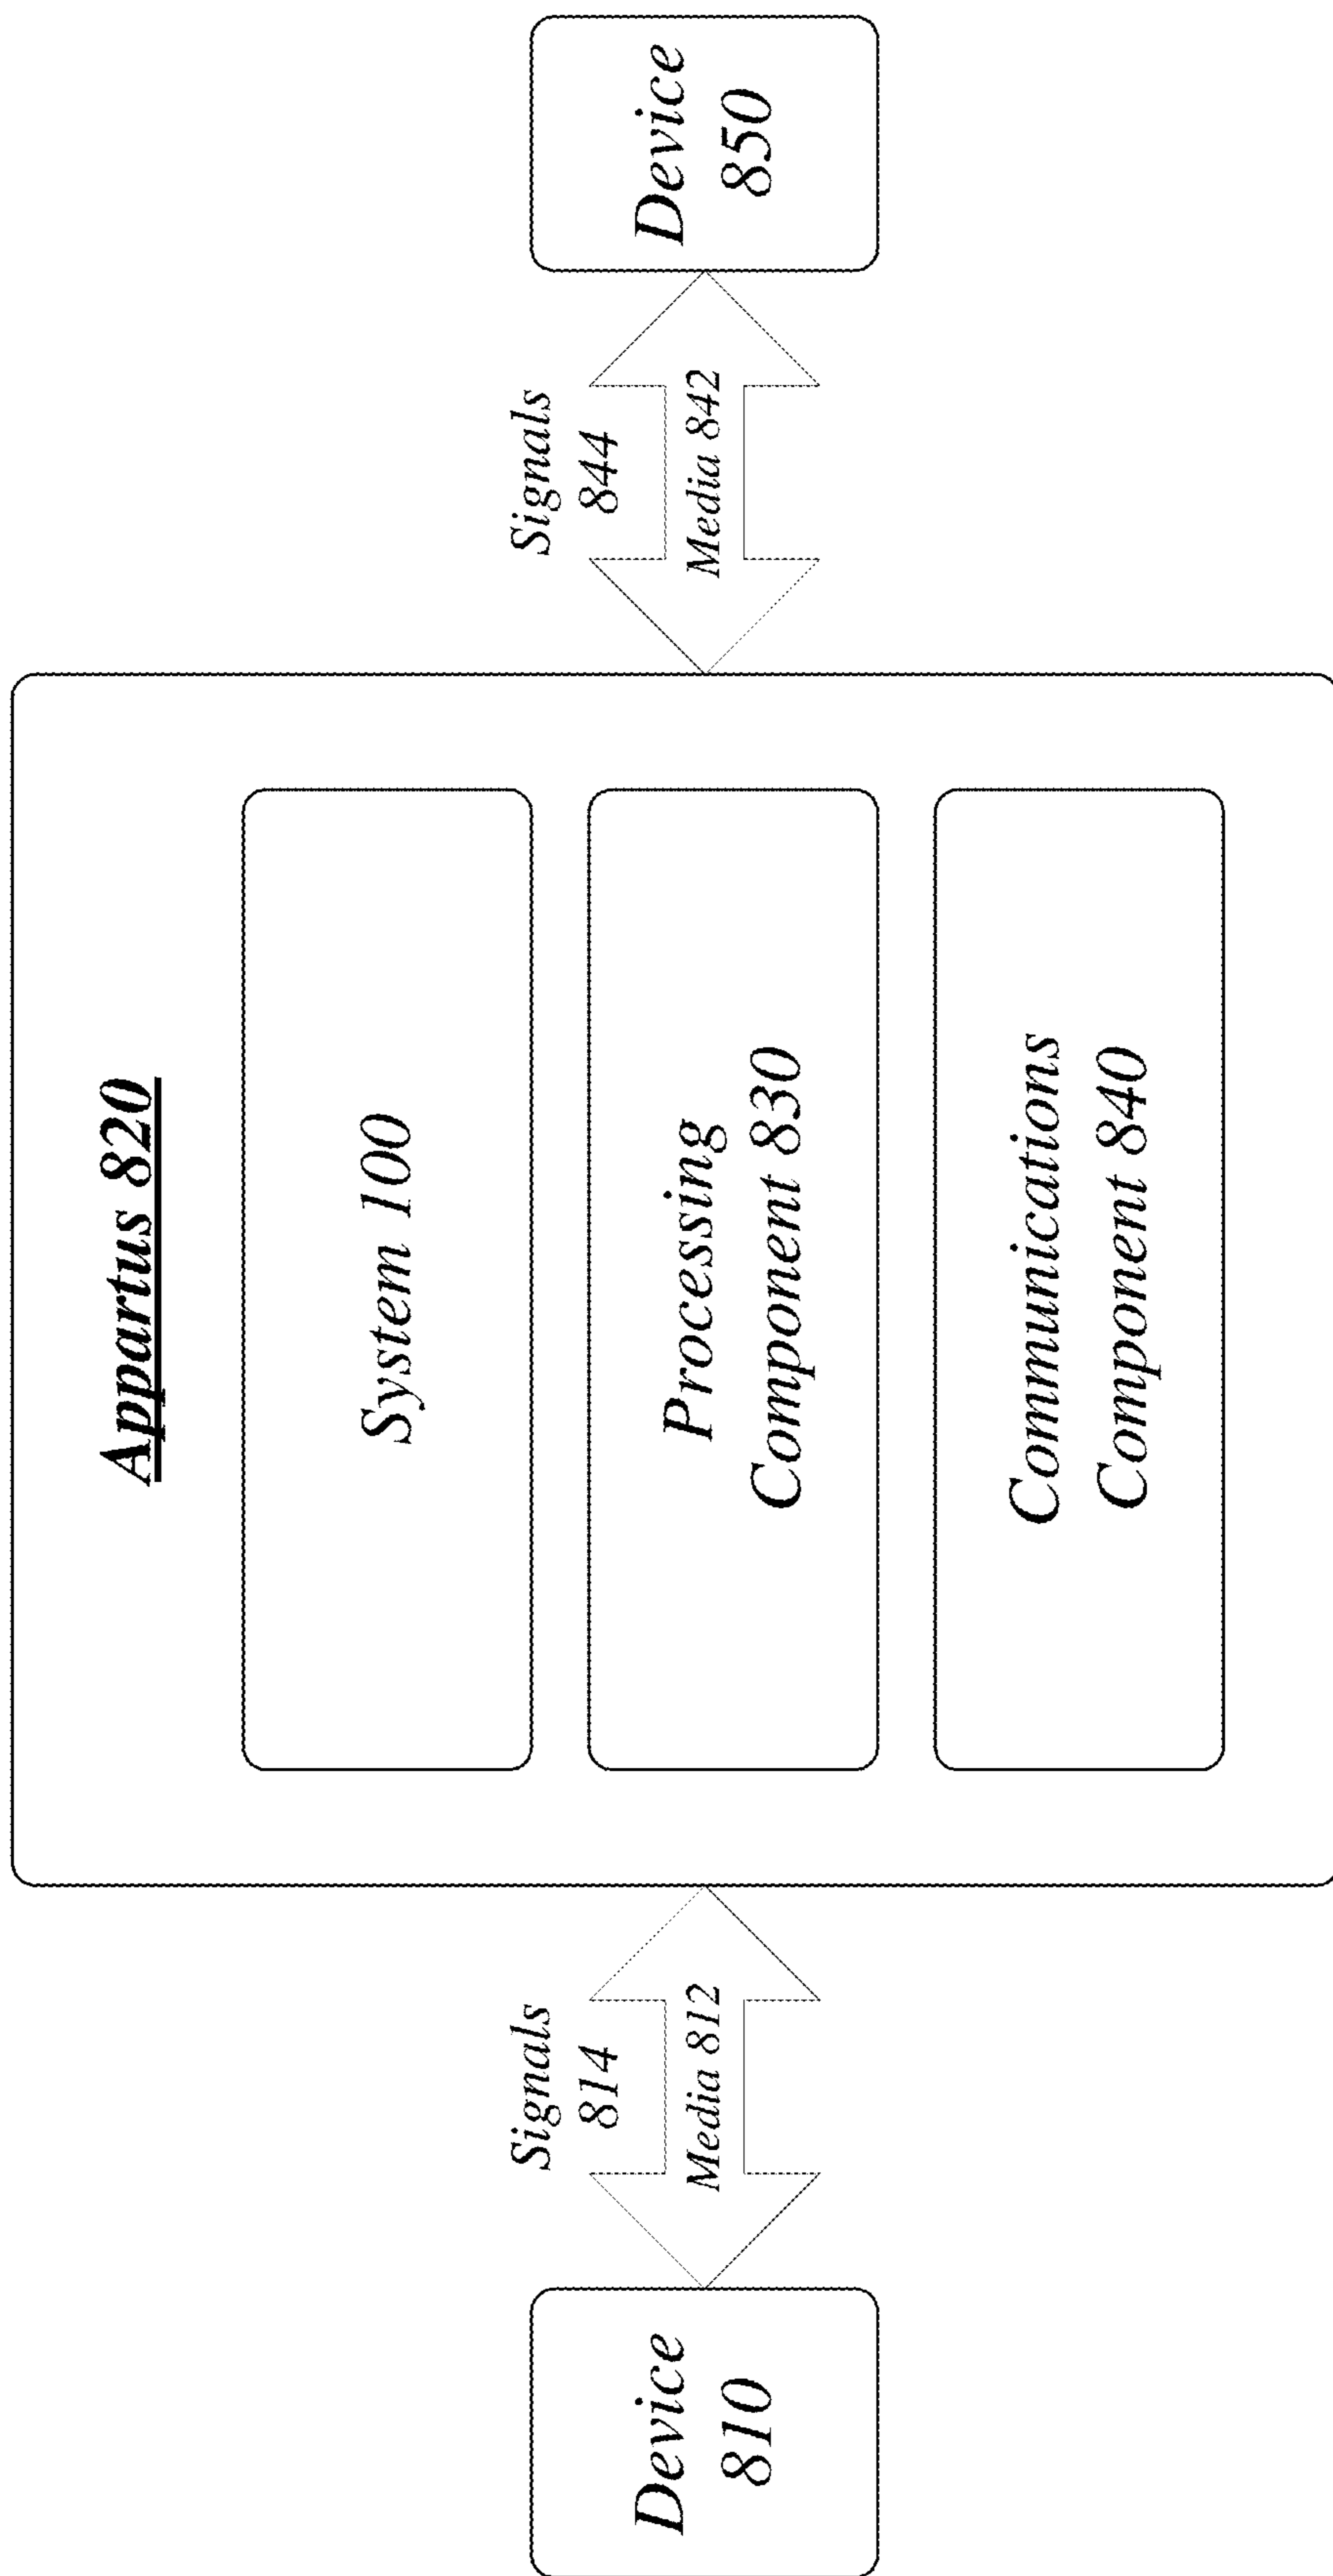 Appartus 820
System 100
Processing
Component 830
Communications
Component 840
Device
810
Signals
814
Media 812
Signals
844
Media 842
Device
850